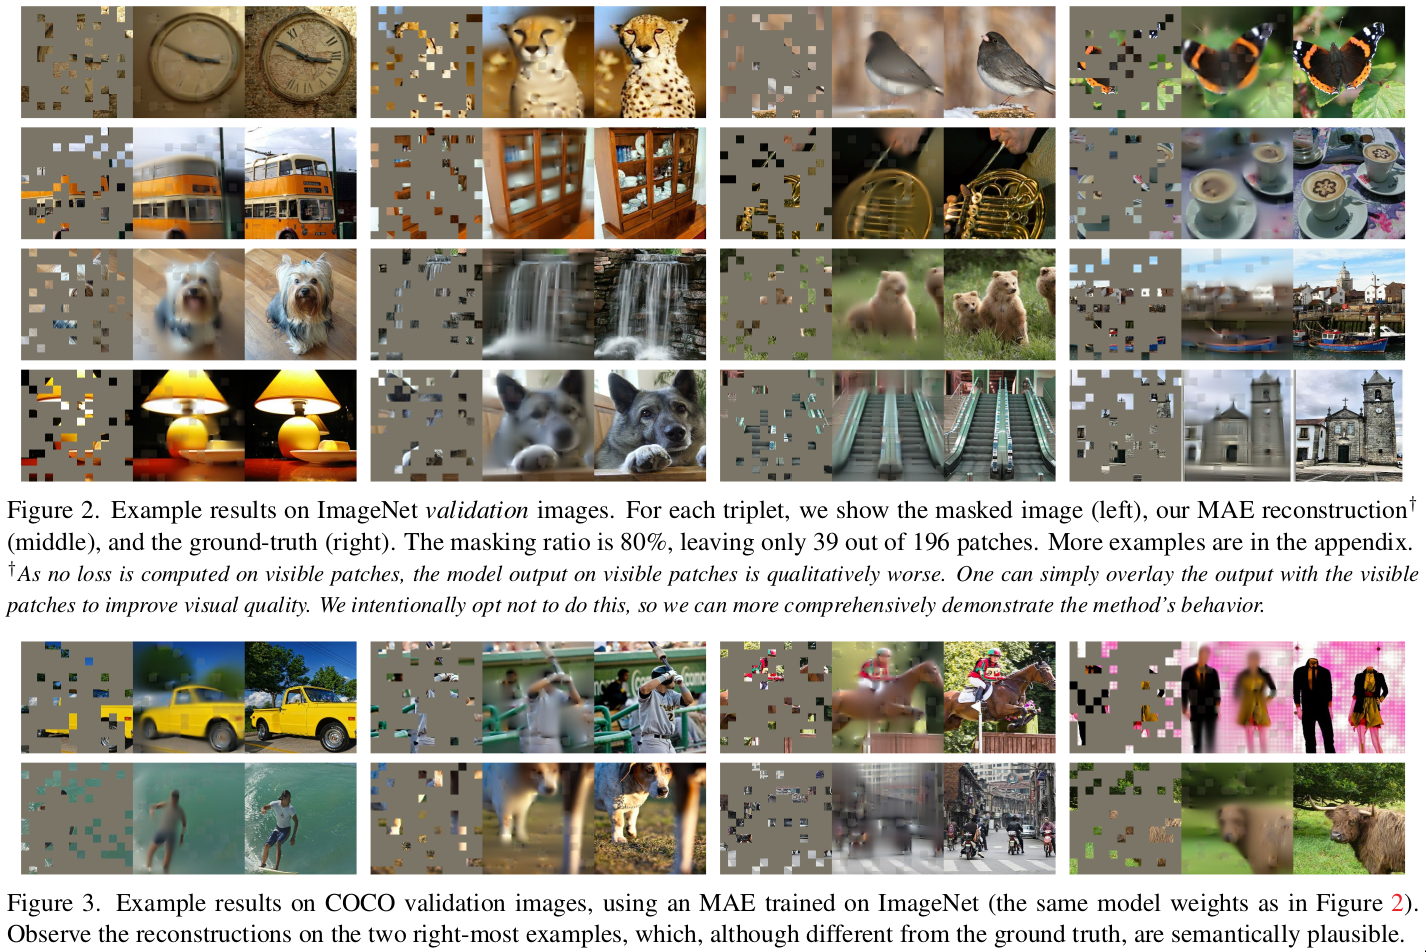 Figure 2. Example results on ImageNet validation images. For each triplet, we show the masked image (left), our MAE reconstruction†
(middle), and the ground-truth (right). The masking ratio is 80%, leaving only 39 out of 196 patches. More examples are in the appendix.
†As no loss is computed on visible patches, the model output on visible patches is qualitatively worse. One can simply overlay the output with the visible
patches to improve visual quality. We intentionally opt not to do this, so we can more comprehensively demonstrate the method's behavior.
Figure 3. Example results on COCO validation images, using an MAE trained on ImageNet (the same model weights as in Figure 2).
Observe the reconstructions on the two right-most examples, which, although different from the ground truth, are semantically plausible.